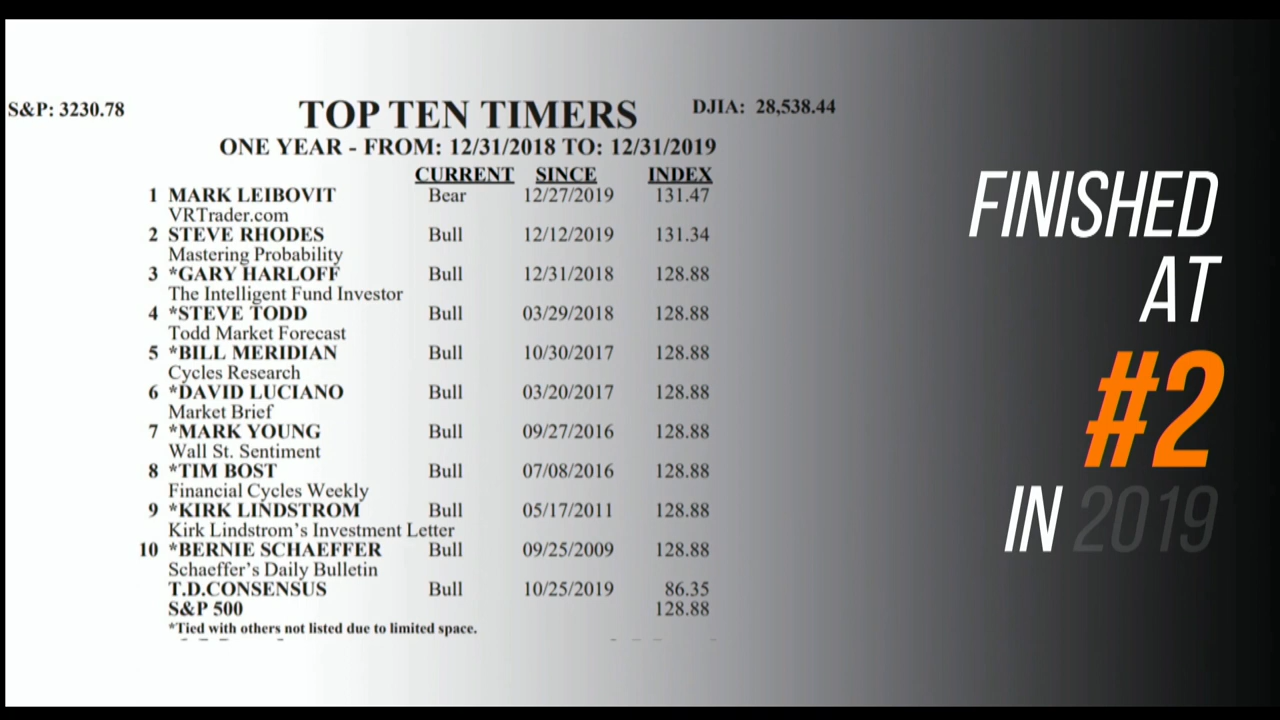 S&P: 3230.78
TOP TEN TIMERS
DJIA: 28,538.44
ONE YEAR - FROM: 12/31/2018 TO: 12/31/2019
CURRENT SINCE INDEX
1 MARK LEIBOVIT Bear 12/27/2019 131.47
VRTrader.com
2 STEVE RHODES Bull 12/12/2019 131.34
Mastering Probability
3 *GARY HARLOFF Bull 12/31/2018 128.88
The Intelligent Fund Investor
4 *STEVE TODD Bull 03/29/2018 128.88
Todd Market Forecast
5 *BILL MERIDIAN Bull 10/30/2017 128.88
Cycles Research
6 *DAVID LUCIANO Bull 03/20/2017 128.88
Market Brief
7 *MARK YOUNG Bull 09/27/2016 128.88
Wall St. Sentiment
8 *TIM BOST Bull 07/08/2016 128.88
Financial Cycles Weekly
9 *KIRK LINDSTROM Bull 05/17/2011 128.88
Kirk Lindstrom's Investment Letter
10 *BERNIE SCHAEFFER Bull 09/25/2009 128.88
Schaeffer's Daily Bulletin
T.D.CONSENSUS Bull 10/25/2019 86.35
S&P 500 128.88
*Tied with others not listed due to limited space.
FINISHED
AT
#2
IN 2019